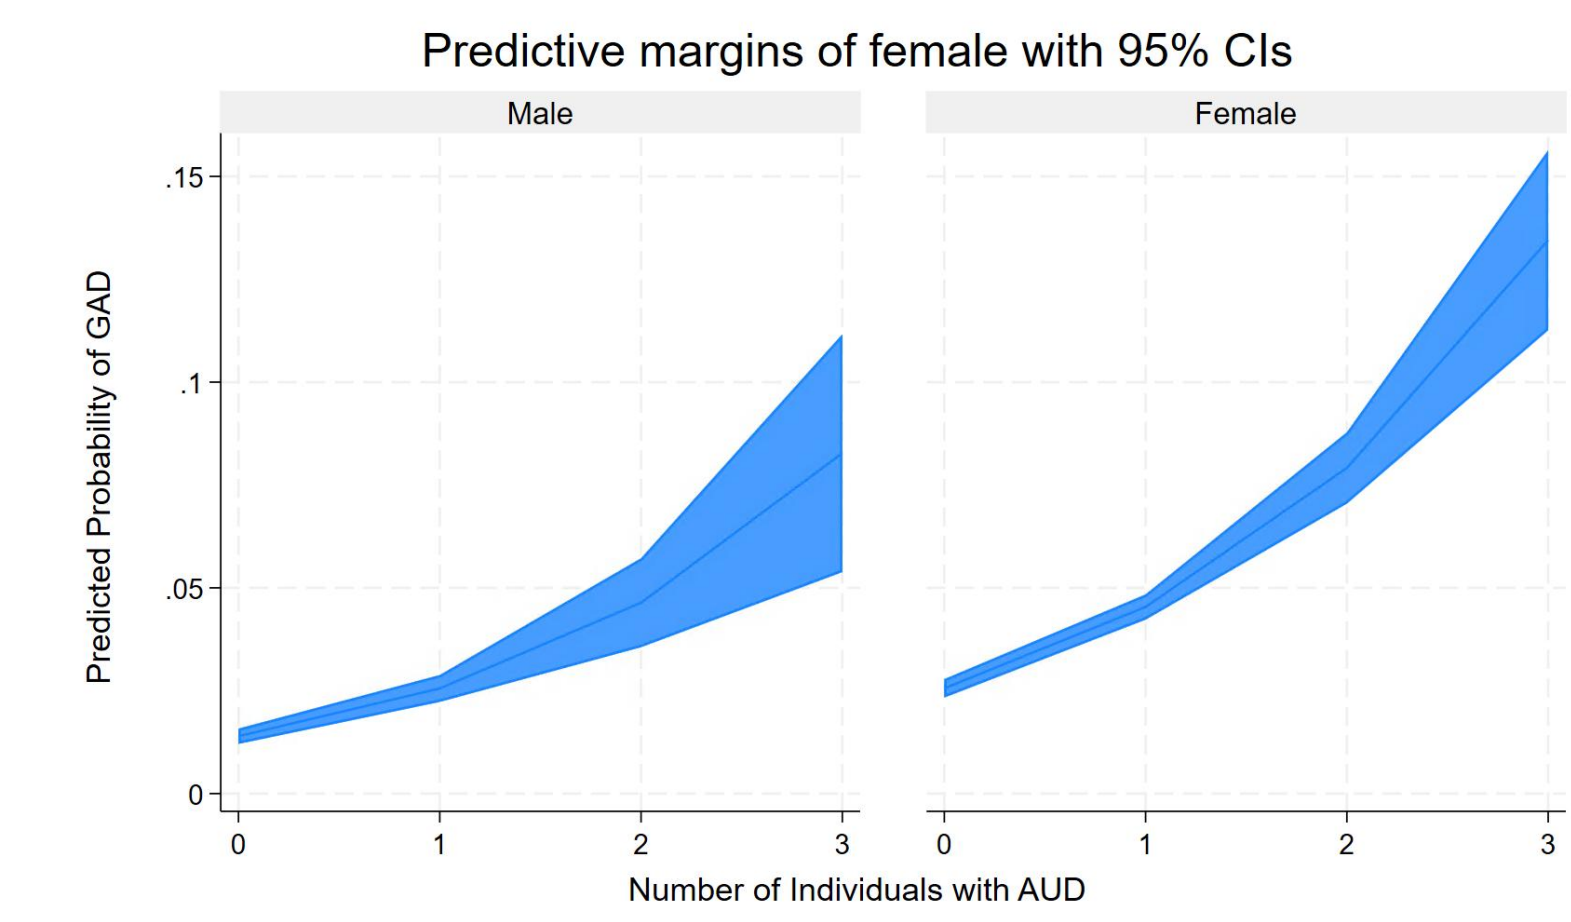 Predictive margins of female with 95% CIs
Male
Female
Predicted Probability of GAD
.15
.1
.05
0
0 1 2 3
0 1 2 3
Number of Individuals with AUD